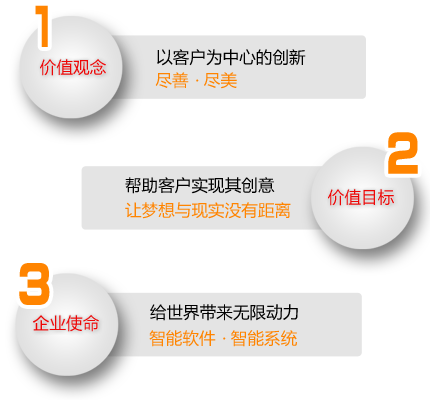 1
价值观念
以客户为中心的创新
尽善·尽美
2
帮助客户实现其创意
让梦想与现实没有距离
价值目标
3
企业使命
给世界带来无限动力
智能软件·智能系统